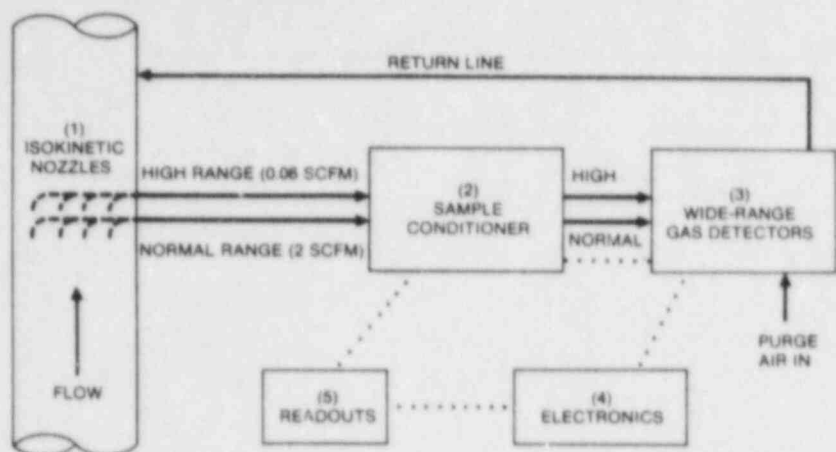 RETURN LINE
(1)
ISOKINETIC
NOZZLES
HIGH RANGE (0.06 SCFM)
NORMAL RANGE (2 SCFM)
(2)
SAMPLE
CONDITIONER
HIGH
NORMAL
(3)
WIDE-RANGE
GAS DETECTORS
PURGE
AIR IN
FLOW
(5)
READOUTS
(4)
ELECTRONICS